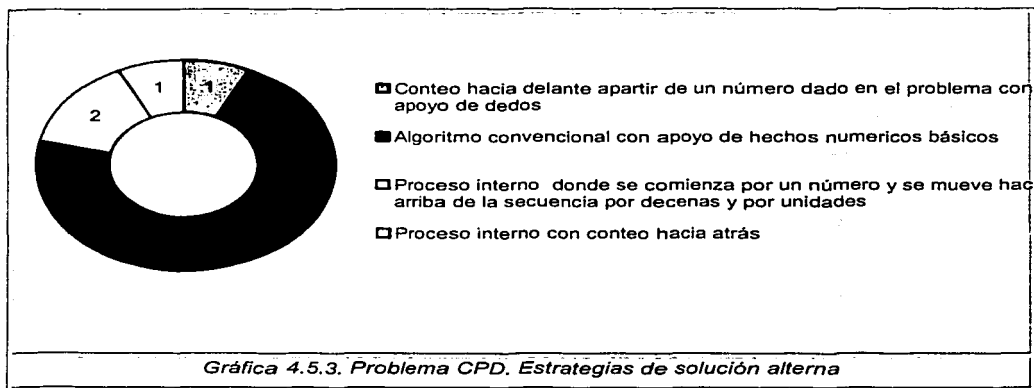 1
1
2
Conteo hacia delante apartir de un número dado en el problema con
apoyo de dedos
Algoritmo convencional con apoyo de hechos numericos básicos
Proceso interno donde se comienza por un número y se mueve hac
arriba de la secuencia por decenas y por unidades
Proceso interno con conteo hacia atrás
Gráfica 4.5.3. Problema CPD. Estrategias de solución alterna